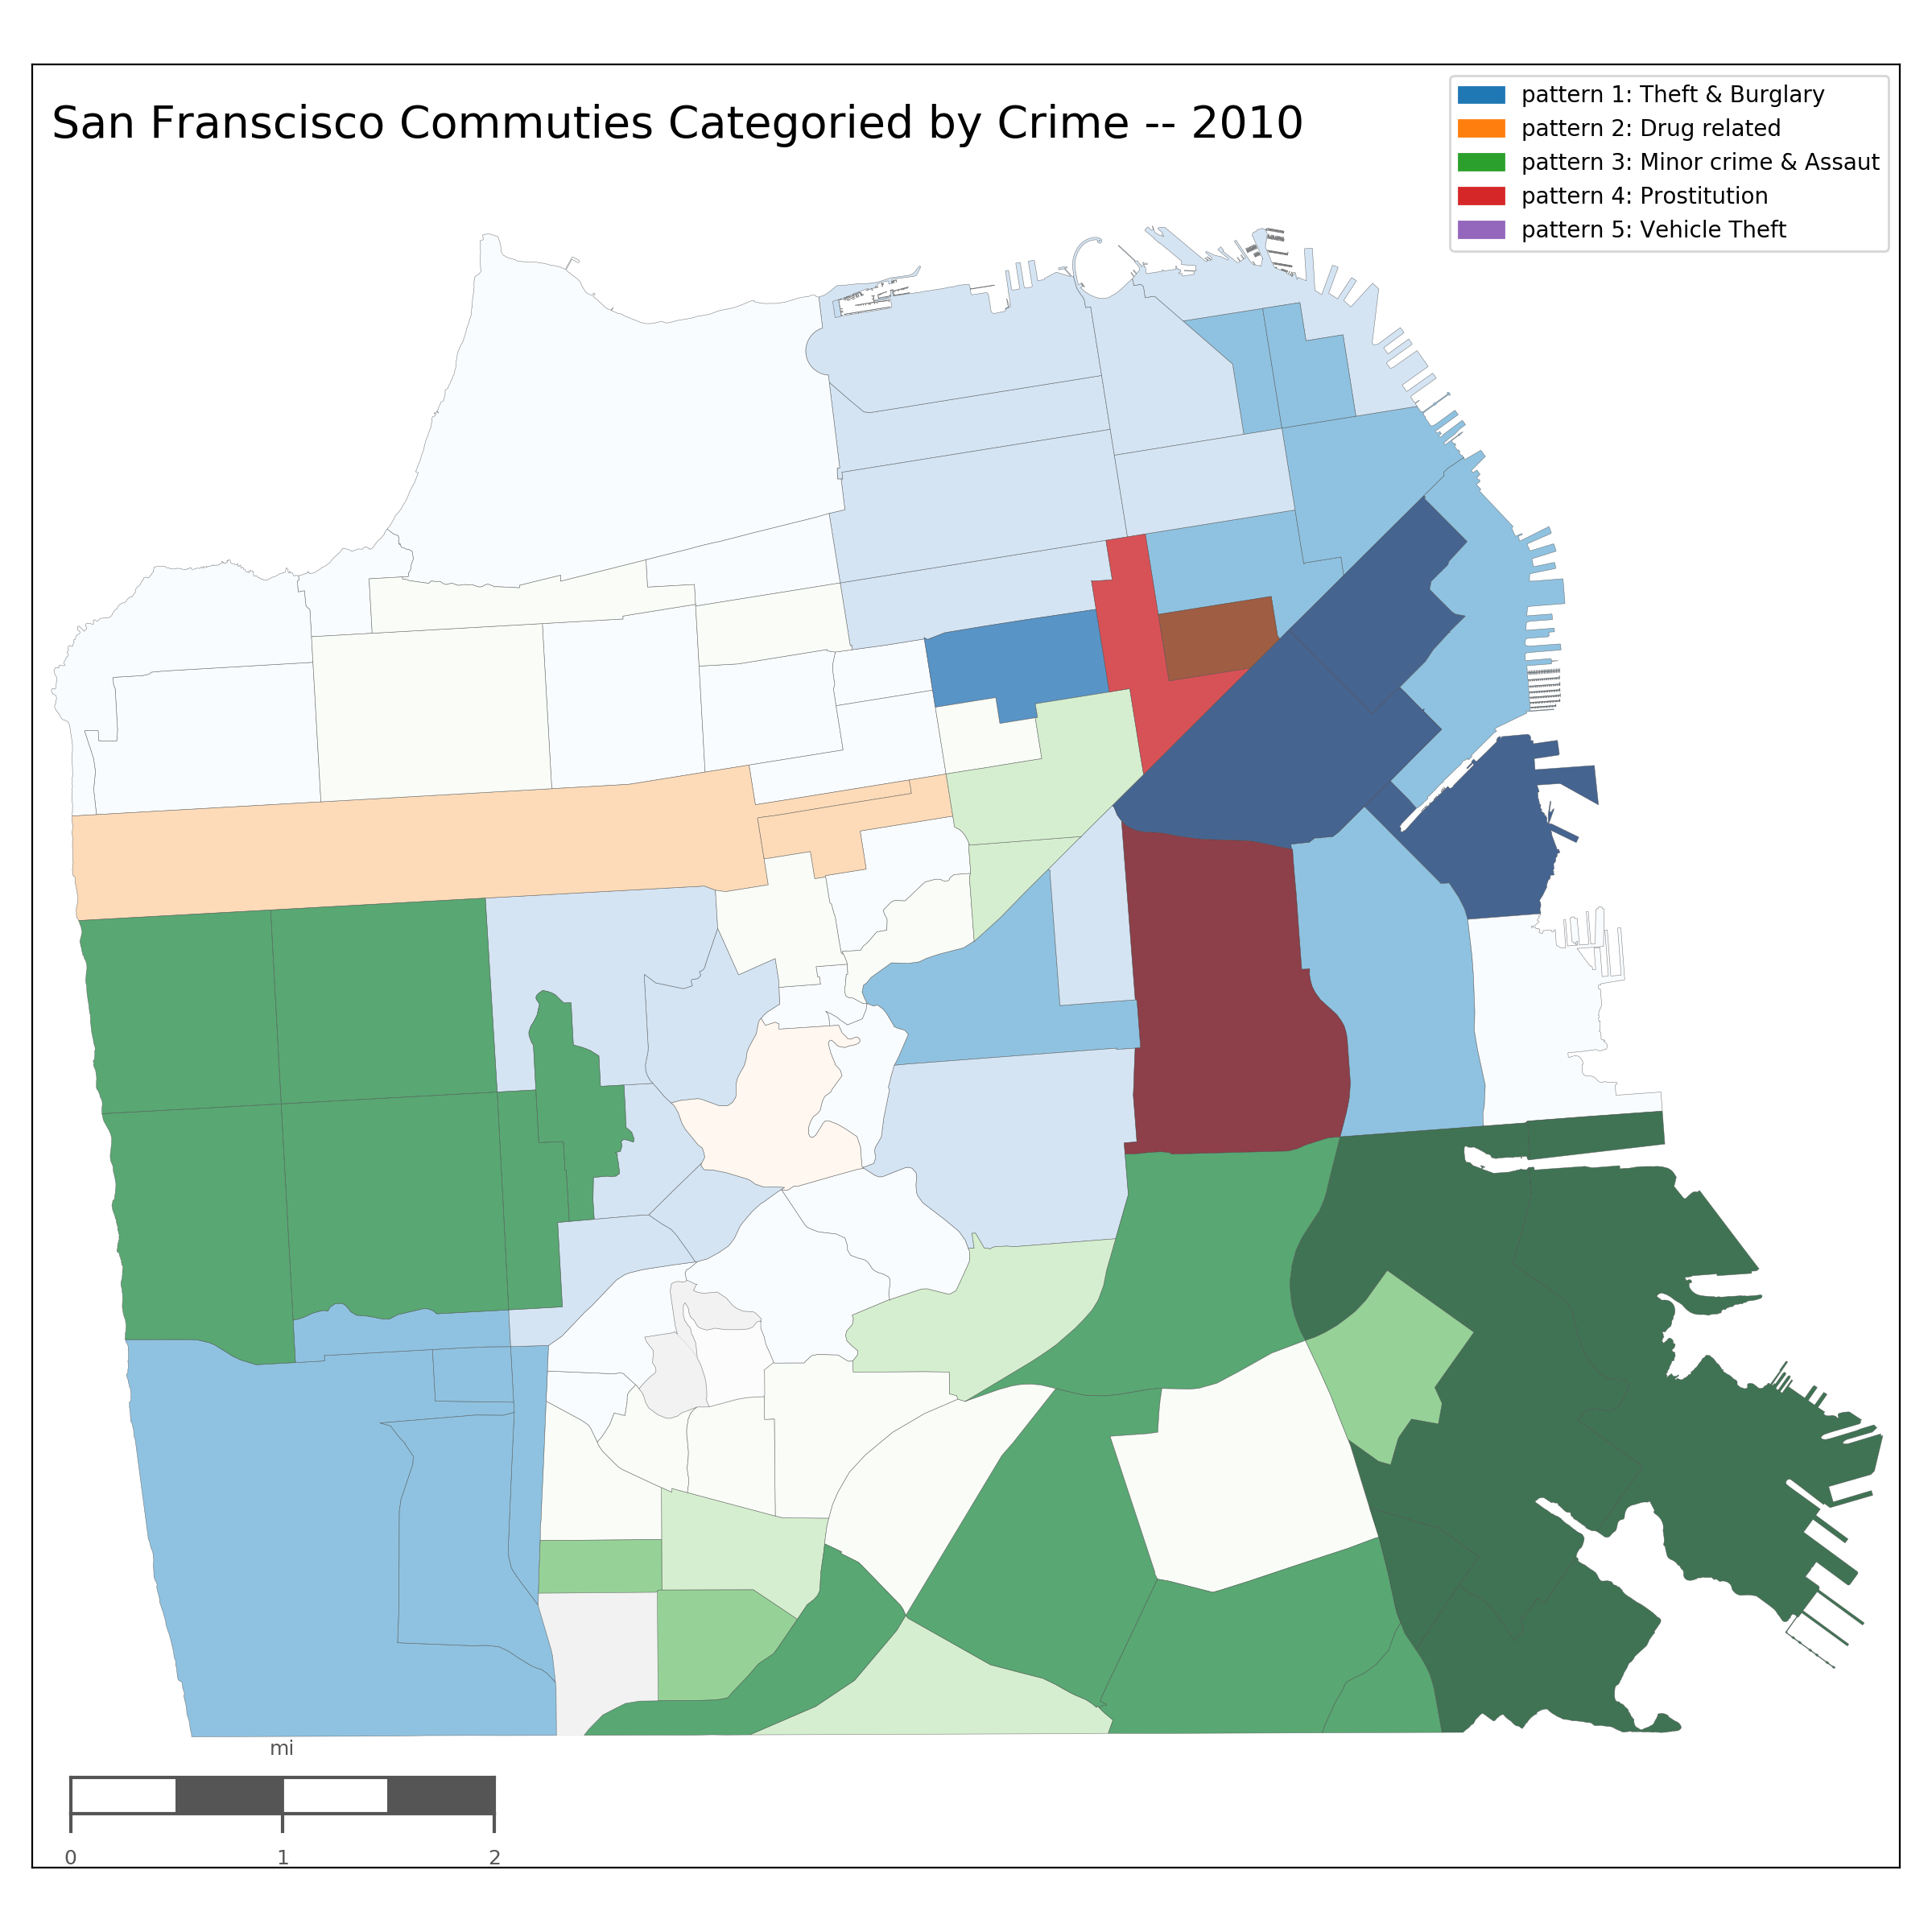 San Franscisco Commuties Categoried by Crime -- 2010
pattern 1: Theft & Burglary
pattern 2: Drug related
pattern 3: Minor crime & Assaut
pattern 4: Prostitution
pattern 5: Vehicle Theft
mi
0 1 2